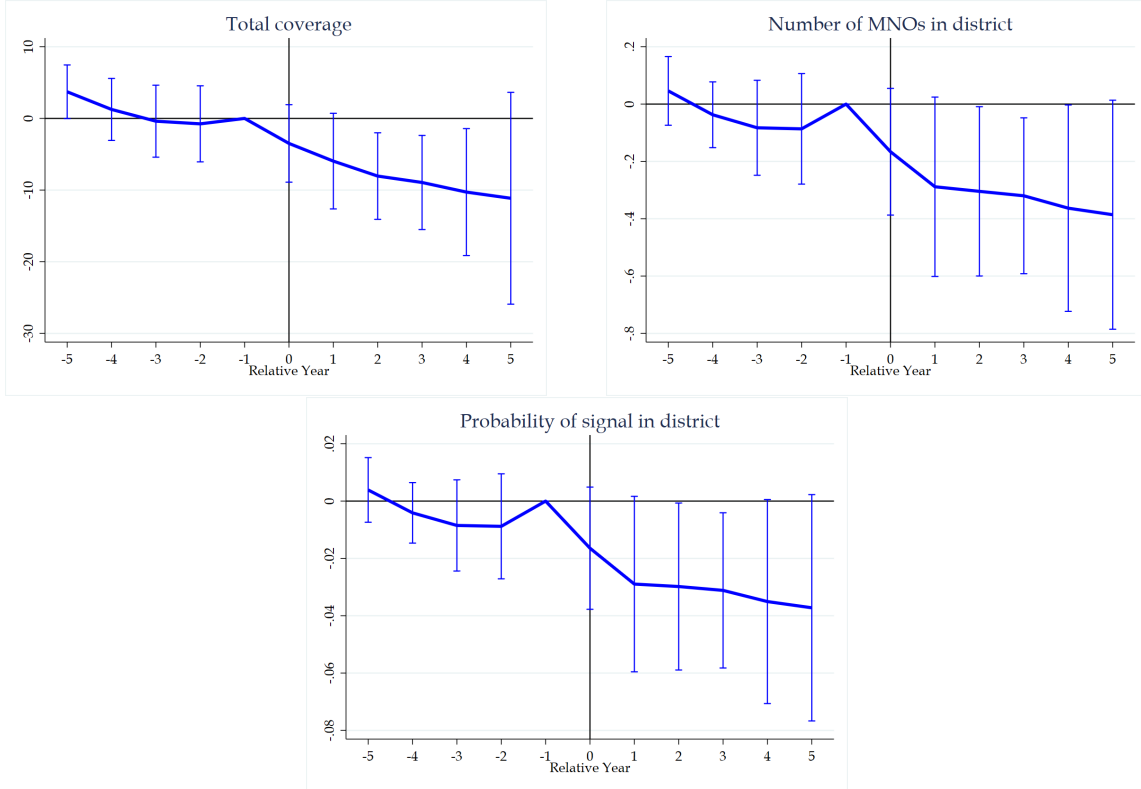 Total coverage
10
0
-10
-20
-30
-5 -4 -3 -2 -1 0 1 2 3 4 5
Relative Year
Number of MNOs in district
.2
0
-.2
-.4
-.6
-.8
-5 -4 -3 -2 -1 0 1 2 3 4 5
Relative Year
Probability of signal in district
.02
0
-.02
-.04
-.06
-.08
-5 -4 -3 -2 -1 0 1 2 3 4 5
Relative Year